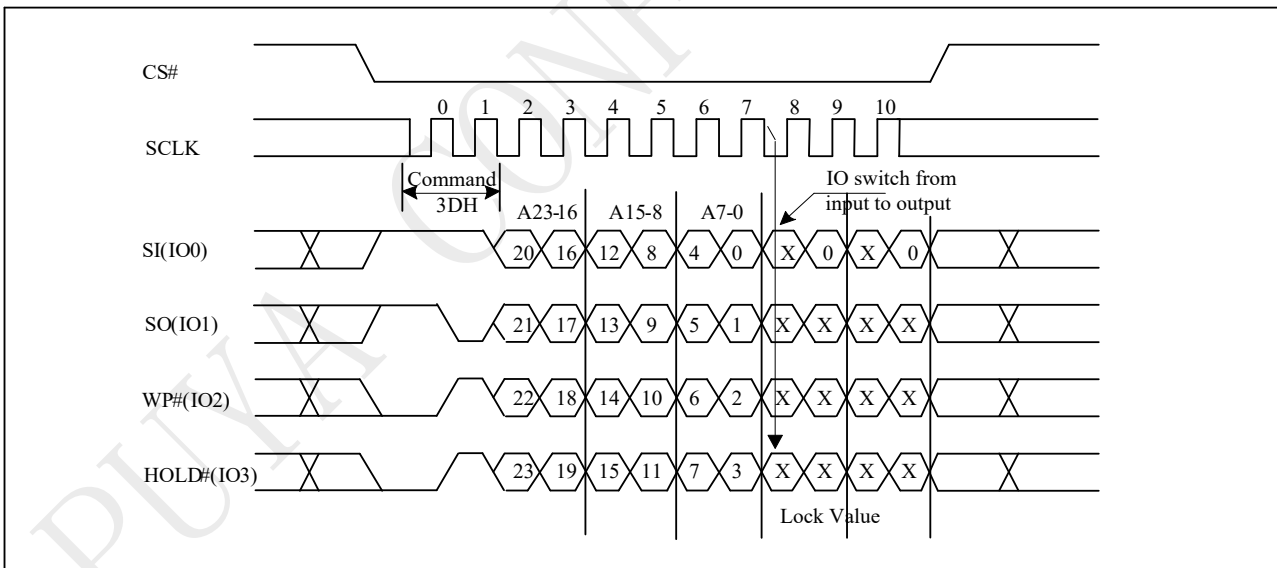 PUYA CONF
CS#
0 1 2 3 4 5 6 7 8 9 10
SCLK
Command
3DH
IO switch from
input to output
A23-16 A15-8 A7-0
SI(IO0) 20 16 12 8 4 0 X 0 X 0
SO(IO1) 21 17 13 9 5 1 X X X X
WP#(IO2) 22 18 14 10 6 2 X X X X
HOLD#(IO3) 23 19 15 11 7 3 X X X X
Lock Value